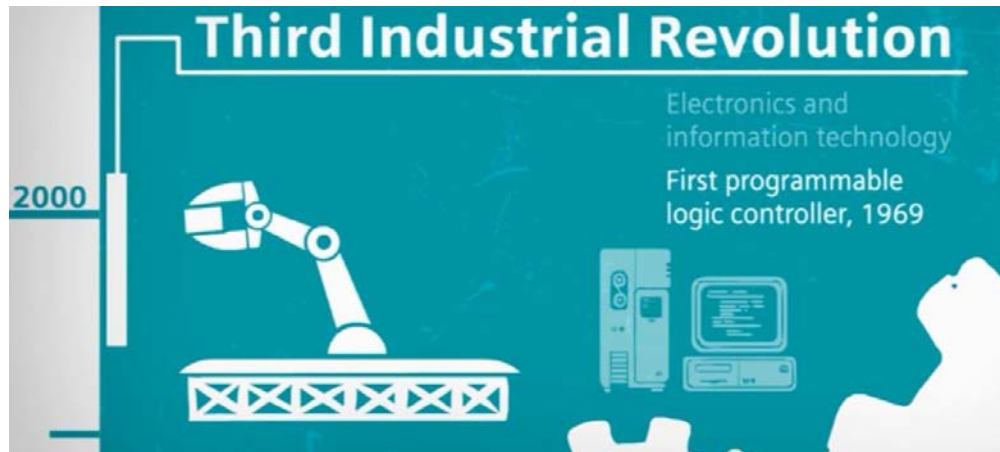 Third Industrial Revolution
Electronics and
information technology
First programmable
logic controller, 1969
2000